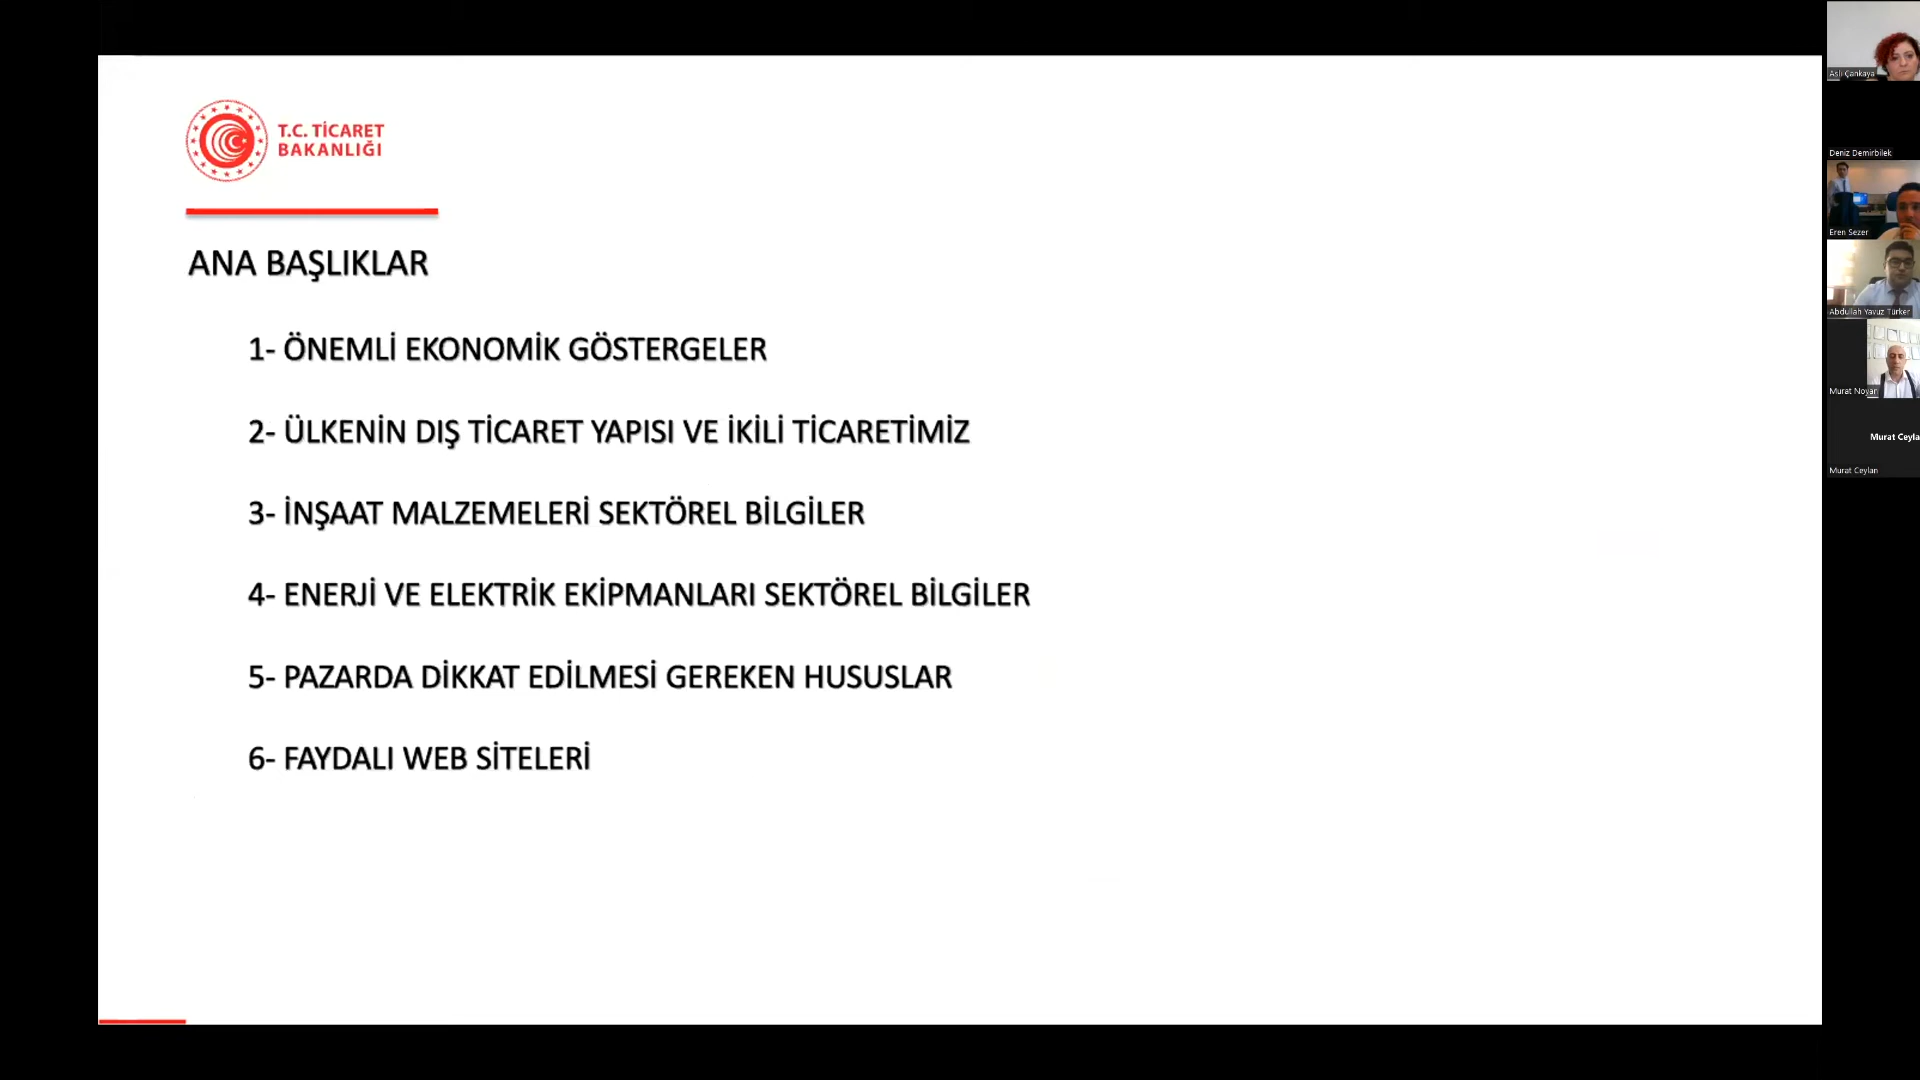 T.C. TİCARET
BAKANLIĞI
ANA BAŞLIKLAR
1- ÖNEMLİ EKONOMİK GÖSTERGELER
2- ÜLKENİN DIŞ TİCARET YAPISI VE İKİLİ TİCARETİMİZ
3- İNŞAAT MALZEMELERİ SEKTÖREL BİLGİLER
4- ENERJİ VE ELEKTRİK EKİPMANLARI SEKTÖREL BİLGİLER
5- PAZARDA DİKKAT EDİLMESİ GEREKEN HUSUSLAR
6- FAYDALI WEB SİTELERİ
Aslı Çankaya
Deniz Demirbilek
Eren Sezer
Abdullah Yavuz Türker
Murat Noyan
Murat Ceyla
Murat Ceylan